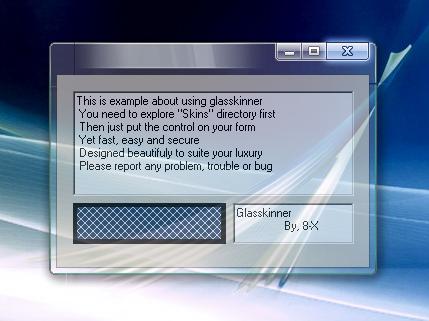 This is example about using glasskinner
You need to explore "Skins" directory first
Then just put the control on your form
Yet fast, easy and secure
Designed beautifuly to suite your luxury
Please report any problem, trouble or bug
Glasskinner
By, 8-X